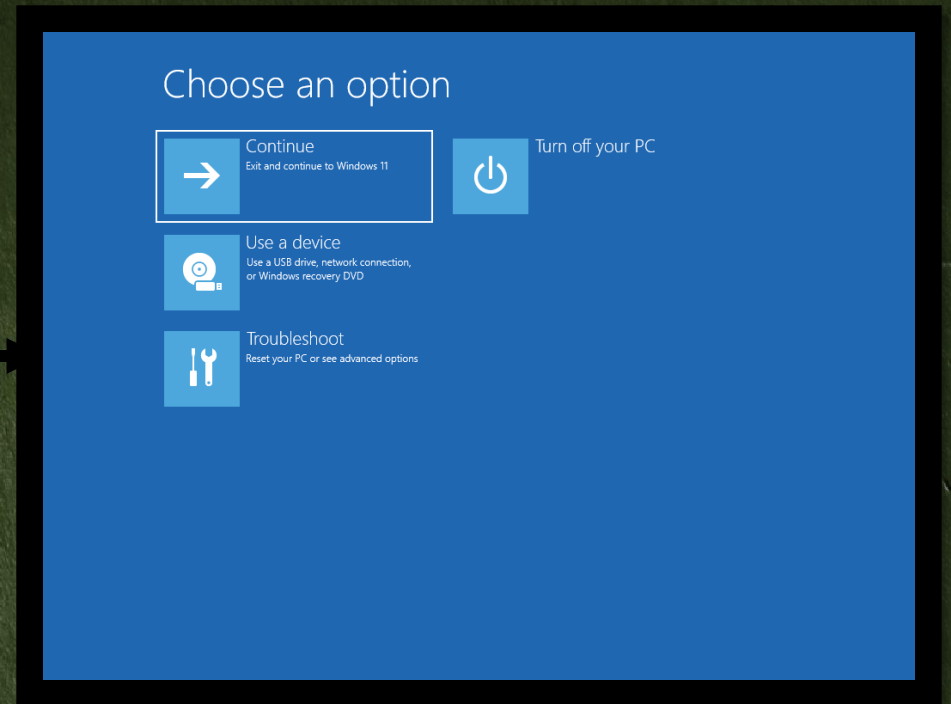 Choose an option
Continue
Exit and continue to Windows 11
Turn off your PC
Use a device
Use a USB drive, network connection,
or Windows recovery DVD
Troubleshoot
Reset your PC or see advanced options